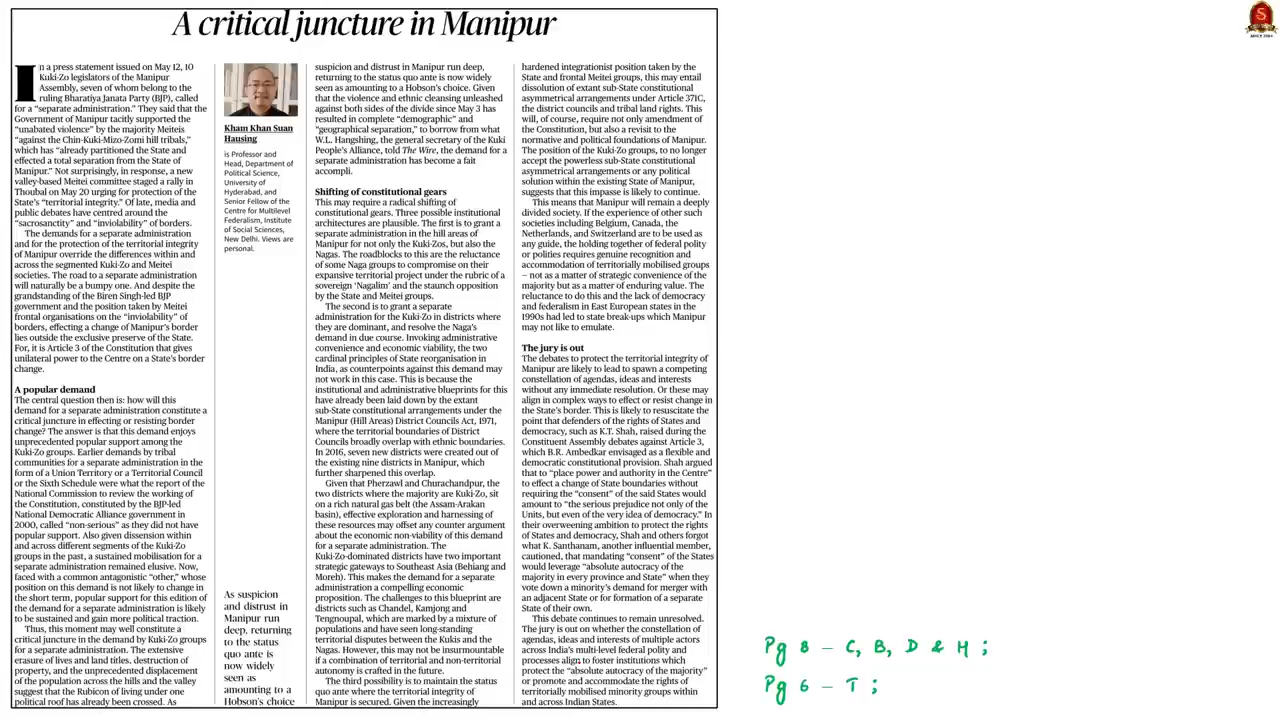 A critical juncture in Manipur
In a press statement issued on May 12, 10
Kuki-Zo legislators of the Manipur
Assembly, seven of whom belong to the
ruling Bharatiya Janata Party (BJP), called
for a “separate administration.” They said that the
Government of Manipur tacitly supported the
“unabated violence” by the majority Meiteis
“against the Chin-Kuki-Mizo-Zomi hill tribals,”
which has “already partitioned the State and
effected a total separation from the State of
Manipur.” Not surprisingly, in response, a new
valley-based Meitei committee staged a rally in
Thoubal on May 20 urging for protection of the
State’s “territorial integrity.” Of late, media and
public debates have centred around the
“sacrosanctity” and “inviolability” of borders.
The demands for a separate administration
and for the protection of the territorial integrity
of Manipur override the differences within and
across the segmented Kuki-Zo and Meitei
societies. The road to a separate administration
will naturally be a bumpy one. And despite the
grandstanding of the Biren Singh-led BJP
government and the position taken by Meitei
frontal organisations on the “inviolability” of
borders, effecting a change of Manipur’s border
lies outside the exclusive preserve of the State.
For, it is Article 3 of the Constitution that gives
unilateral power to the Centre on a State’s border
change.
A popular demand
The central question then is: how will this
demand for a separate administration constitute a
critical juncture in effecting or resisting border
change? The answer is that this demand enjoys
unprecedented popular support among the
Kuki-Zo groups. Earlier demands by tribal
communities for a separate administration in the
form of a Union Territory or a Territorial Council
or the Sixth Schedule were what the report of the
National Commission to review the working of
the Constitution, constituted by the BJP-led
National Democratic Alliance government in
2000, called “non-serious” as they did not have
popular support. Also given dissension within
and across different segments of the Kuki-Zo
groups in the past, a sustained mobilisation for a
separate administration remained elusive. Now,
faced with a common antagonistic “other,” whose
position on this demand is not likely to change in
the short term, popular support for this edition of
the demand for a separate administration is likely
to be sustained and gain more political traction.
Thus, this moment may well constitute a
critical juncture in the demand by Kuki-Zo groups
for a separate administration. The extensive
erasure of lives and land titles, destruction of
property, and the unprecedented displacement
of the population across the hills and the valley
suggest that the Rubicon of living under one
political roof has already been crossed. As
Kham Khan Suan
Hausing
is Professor and
Head, Department of
Political Science,
University of
Hyderabad, and
Senior Fellow of the
Centre for Multilevel
Federalism, Institute
of Social Sciences,
New Delhi. Views are
personal.
As suspicion
and distrust in
Manipur run
deep, returning
to the status
quo ante is
now widely
seen as
amounting to a
Hobson’s choice
suspicion and distrust in Manipur run deep,
returning to the status quo ante is now widely
seen as amounting to a Hobson’s choice. Given
that the violence and ethnic cleansing unleashed
against both sides of the divide since May 3 has
resulted in complete “demographic” and
“geographical separation,” to borrow from what
W.L. Hangshing, the general secretary of the Kuki
People’s Alliance, told The Wire, the demand for a
separate administration has become a fait
accompli.
Shifting of constitutional gears
This may require a radical shifting of
constitutional gears. Three possible institutional
architectures are plausible. The first is to grant a
separate administration in the hill areas of
Manipur for not only the Kuki-Zos, but also the
Nagas. The roadblocks to this are the reluctance
of some Naga groups to compromise on their
expansive territorial project under the rubric of a
sovereign ‘Nagalim’ and the staunch opposition
by the State and Meitei groups.
The second is to grant a separate
administration for the Kuki-Zo in districts where
they are dominant, and resolve the Naga’s
demand in due course. Invoking administrative
convenience and economic viability, the two
cardinal principles of State reorganisation in
India, as counterpoints against this demand may
not work in this case. This is because the
institutional and administrative blueprints for this
have already been laid down by the extant
sub-State constitutional arrangements under the
Manipur (Hill Areas) District Councils Act, 1971,
where the territorial boundaries of District
Councils broadly overlap with ethnic boundaries.
In 2016, seven new districts were created out of
the existing nine districts in Manipur, which
further sharpened this overlap.
Given that Pherzawl and Churachandpur, the
two districts where the majority are Kuki-Zo, sit
on a rich natural gas belt (the Assam-Arakan
basin), effective exploration and harnessing of
these resources may offset any counter argument
about the economic non-viability of this demand
for a separate administration. The
Kuki-Zo-dominated districts have two important
strategic gateways to Southeast Asia (Behiang and
Moreh). This makes the demand for a separate
administration a compelling economic
proposition. The challenges to this blueprint are
districts such as Chandel, Kamjong and
Tengnoupal, which are marked by a mixture of
populations and have seen long-standing
territorial disputes between the Kukis and the
Nagas. However, this may not be insurmountable
if a combination of territorial and non-territorial
autonomy is crafted in the future.
The third possibility is to maintain the status
quo ante where the territorial integrity of
Manipur is secured. Given the increasingly
hardened integrationist position taken by the
State and frontal Meitei groups, this may entail
dissolution of extant sub-State constitutional
asymmetrical arrangements under Article 371C,
the district councils and tribal land rights. This
will, of course, require not only amendment of
the Constitution, but also a revisit to the
normative and political foundations of Manipur.
The position of the Kuki-Zo groups, to no longer
accept the powerless sub-State constitutional
asymmetrical arrangements or any political
solution within the existing State of Manipur,
suggests that this impasse is likely to continue.
This means that Manipur will remain a deeply
divided society. If the experience of other such
societies including Belgium, Canada, the
Netherlands, and Switzerland are to be used as
any guide, the holding together of federal polity
or polities requires genuine recognition and
accommodation of territorially mobilised groups
– not as a matter of strategic convenience of the
majority but as a matter of enduring value. The
reluctance to do this and the lack of democracy
and federalism in East European states in the
1990s had led to state break-ups which Manipur
may not like to emulate.
The jury is out
The debates to protect the territorial integrity of
Manipur are likely to lead to spawn a competing
constellation of agendas, ideas and interests
without any immediate resolution. Or these may
align in complex ways to effect or resist change in
the State’s border. This is likely to resuscitate the
point that defenders of the rights of States and
democracy, such as K.T. Shah, raised during the
Constituent Assembly debates against Article 3,
which B.R. Ambedkar envisaged as a flexible and
democratic constitutional provision. Shah argued
that to “place power and authority in the Centre”
to effect a change of State boundaries without
requiring the “consent” of the said States would
amount to “the serious prejudice not only of the
Units, but even of the very idea of democracy.” In
their overweening ambition to protect the rights
of States and democracy, Shah and others forgot
what K. Santhanam, another influential member,
cautioned, that mandating “consent” of the States
would leverage “absolute autocracy of the
majority in every province and State” when they
vote down a minority’s demand for merger with
an adjacent State or for formation of a separate
State of their own.
This debate continues to remain unresolved.
The jury is out on whether the constellation of
agendas, ideas and interests of multiple actors
across India’s multi-level federal polity and
processes align to foster institutions which
protect the “absolute autocracy of the majority”
or promote and accommodate the rights of
territorially mobilised minority groups within
and across Indian States.
S
SINCE 2004
Pg 8 – C, B, D & H ;
Pg 6 – T ;